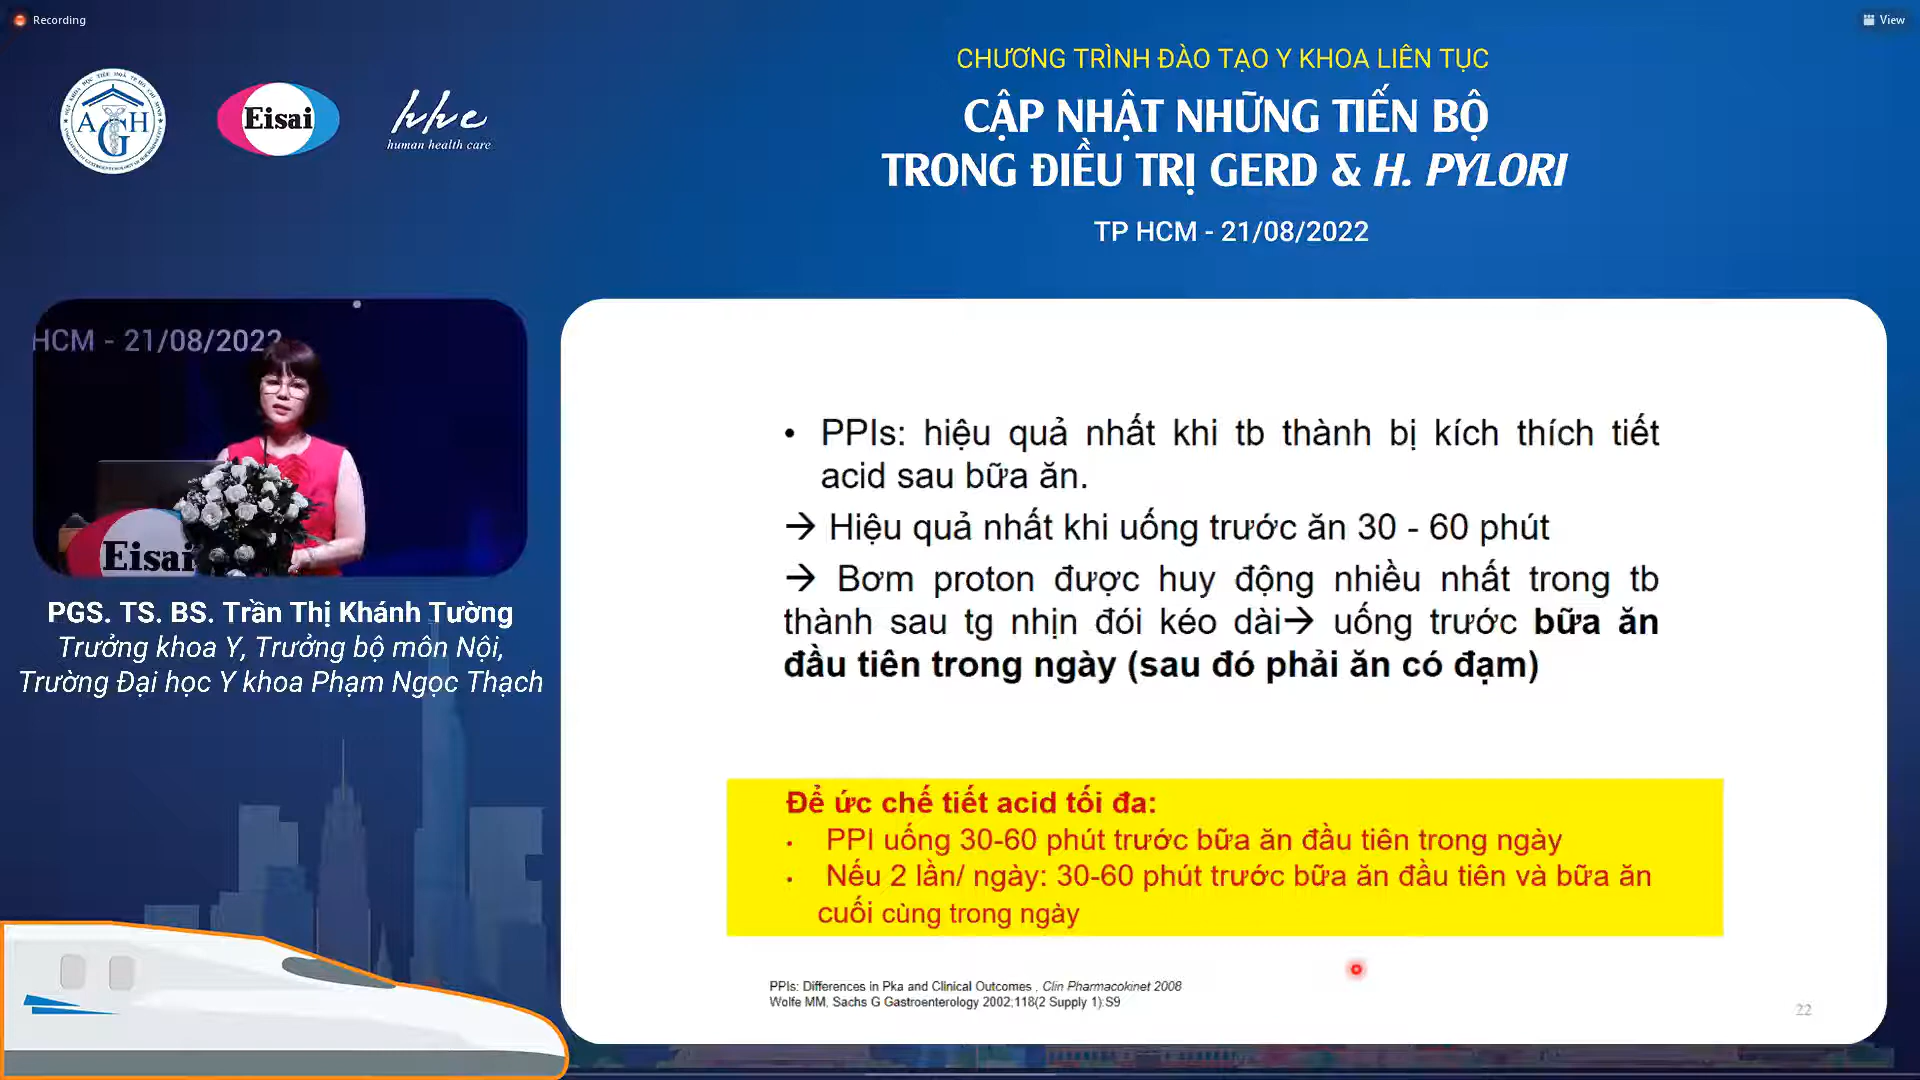 Recording
View
CHƯƠNG TRÌNH ĐÀO TẠO Y KHOA LIÊN TỤC
CẬP NHẬT NHỮNG TIẾN BỘ
TRONG ĐIỀU TRỊ GERD & H. PYLORI
TP HCM - 21/08/2022
AGH
Eisai
hhc
human health care
HCM - 21/08/2022
Eisai
PGS. TS. BS. Trần Thị Khánh Tường
Trưởng khoa Y, Trưởng bộ môn Nội,
Trường Đại học Y khoa Phạm Ngọc Thạch
• PPIs: hiệu quả nhất khi tb thành bị kích thích tiết
acid sau bữa ăn.
→ Hiệu quả nhất khi uống trước ăn 30 - 60 phút
→ Bơm proton được huy động nhiều nhất trong tb
thành sau tg nhịn đói kéo dài→ uống trước bữa ăn
đầu tiên trong ngày (sau đó phải ăn có đạm)
Để ức chế tiết acid tối đa:
• PPI uống 30-60 phút trước bữa ăn đầu tiên trong ngày
• Nếu 2 lần/ ngày: 30-60 phút trước bữa ăn đầu tiên và bữa ăn
cuối cùng trong ngày
PPIs: Differences in Pka and Clinical Outcomes , Clin Pharmacokinet 2008
Wolfe MM, Sachs G Gastroenterology 2002;118(2 Supply 1):S9
22